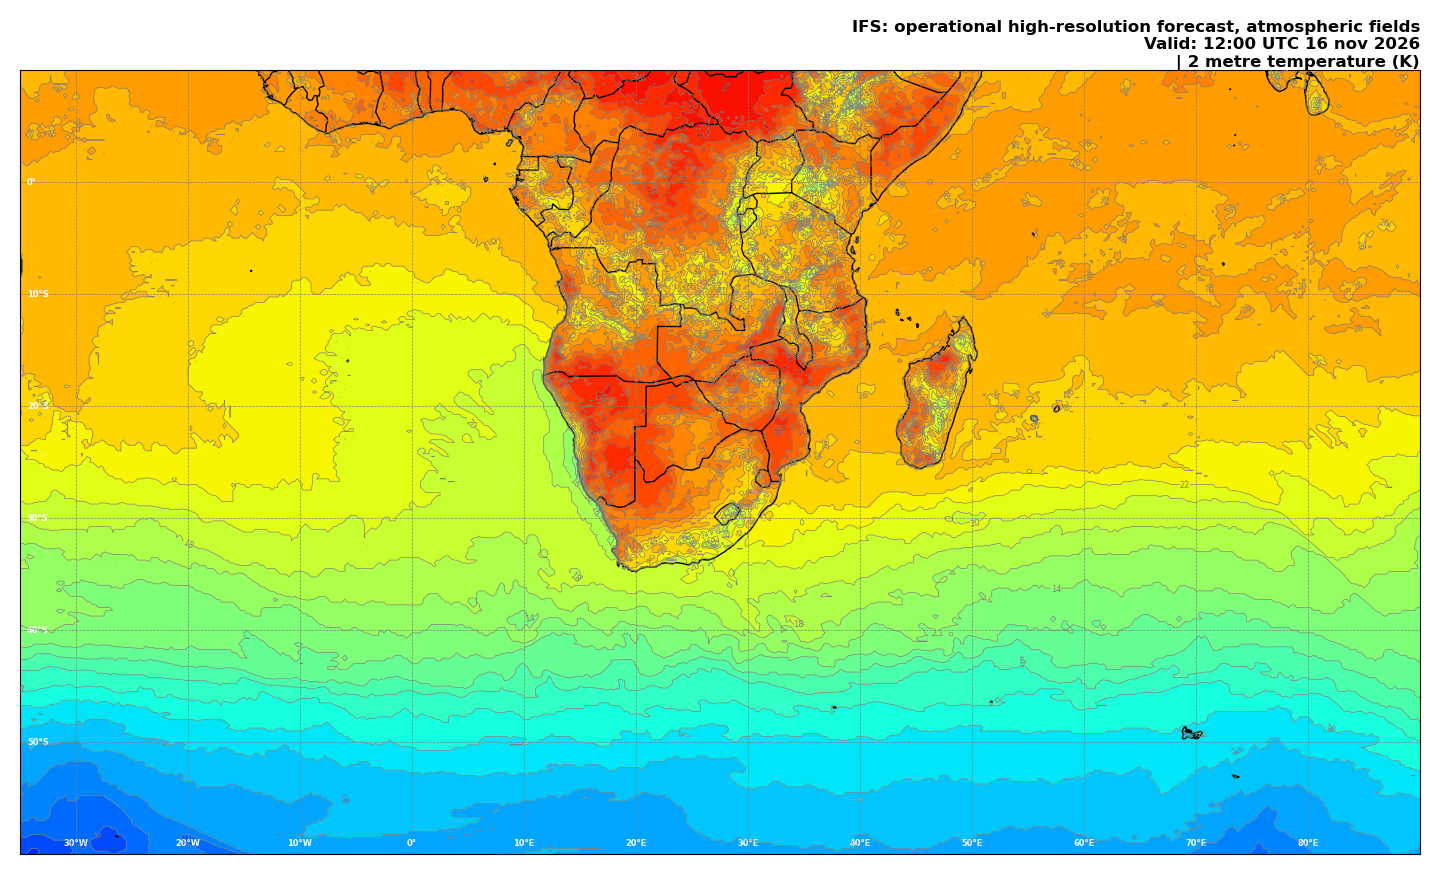 IFS: operational high-resolution forecast, atmospheric fields
Valid: 12:00 UTC 16 nov 2026
| 2 metre temperature (K)
0°
10°S
20°S
22
30°S
14
14
18
40°S
50°S
30°W 20°W 10°W 0° 10°E 20°E 30°E 40°E 50°E 60°E 70°E 80°E